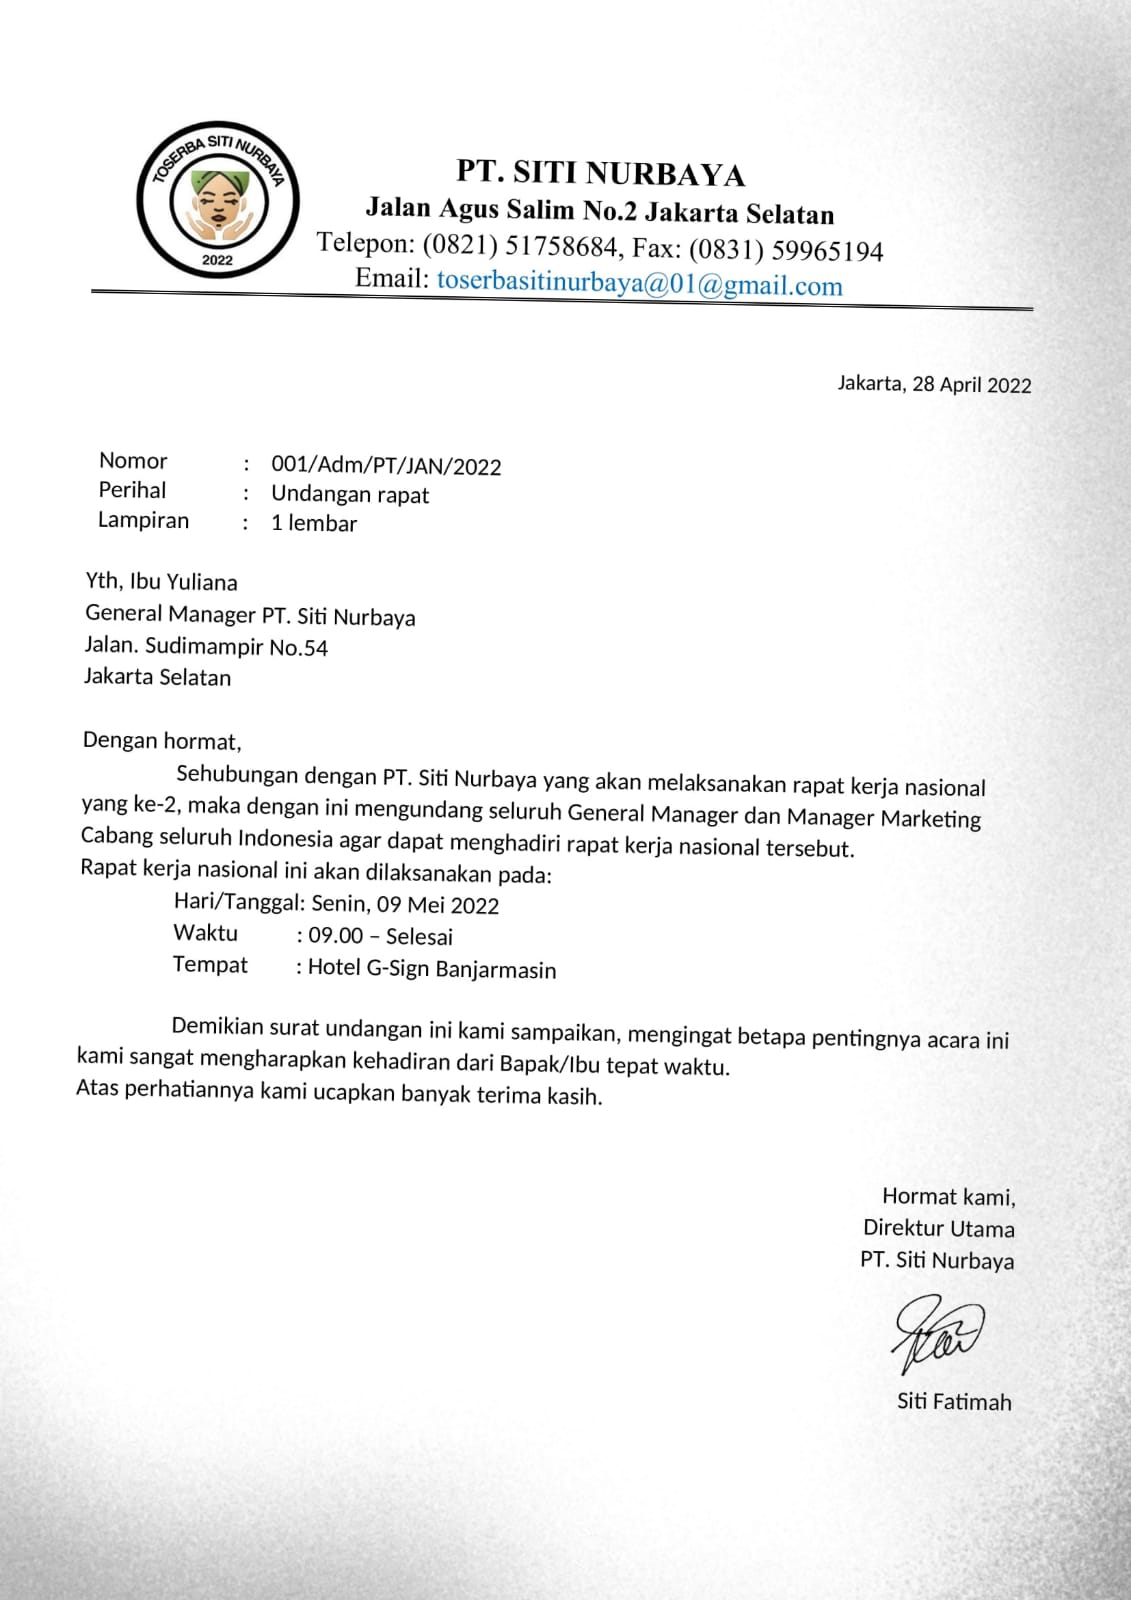 TOSERBA SITI NURBAYA
2022
PT. SITI NURBAYA
Jalan Agus Salim No.2 Jakarta Selatan
Telepon: (0821) 51758684, Fax: (0831) 59965194
Email: toserbasitinurbaya@01@gmail.com
Jakarta, 28 April 2022
Nomor : 001/Adm/PT/JAN/2022
Perihal : Undangan rapat
Lampiran : 1 lembar
Yth, Ibu Yuliana
General Manager PT. Siti Nurbaya
Jalan. Sudimampir No.54
Jakarta Selatan
Dengan hormat,
Sehubungan dengan PT. Siti Nurbaya yang akan melaksanakan rapat kerja nasional
yang ke-2, maka dengan ini mengundang seluruh General Manager dan Manager Marketing
Cabang seluruh Indonesia agar dapat menghadiri rapat kerja nasional tersebut.
Rapat kerja nasional ini akan dilaksanakan pada:
Hari/Tanggal: Senin, 09 Mei 2022
Waktu : 09.00 – Selesai
Tempat : Hotel G-Sign Banjarmasin
Demikian surat undangan ini kami sampaikan, mengingat betapa pentingnya acara ini
kami sangat mengharapkan kehadiran dari Bapak/Ibu tepat waktu.
Atas perhatiannya kami ucapkan banyak terima kasih.
Hormat kami,
Direktur Utama
PT. Siti Nurbaya
Siti Fatimah